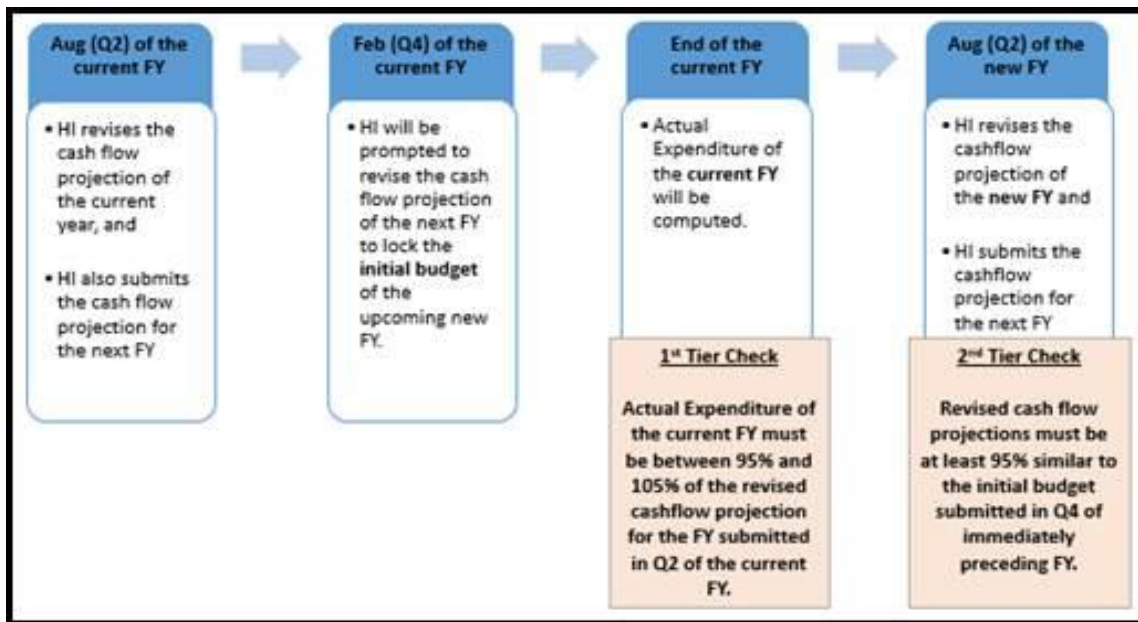 Aug (Q2) of the
current FY
• HI revises the
cash flow
projection of
the current
year, and
• HI also submits
the cash flow
projection for
the next FY
Feb (Q4) of the
current FY
• HI will be
prompted to
revise the cash
flow projection
of the next FY
to lock the
initial budget
of the
upcoming new
FY.
End of the
current FY
• Actual
Expenditure of
the current FY
will be
computed.
1st Tier Check
Actual Expenditure of
the current FY must
be between 95% and
105% of the revised
cashflow projection
for the FY submitted
in Q2 of the current
FY.
Aug (Q2) of the
new FY
• HI revises the
cashflow
projection of
the new FY and
• HI submits the
cashflow
projection for
the next FY
2nd Tier Check
Revised cash flow
projections must be
at least 95% similar to
the initial budget
submitted in Q4 of
immediately
preceding FY.